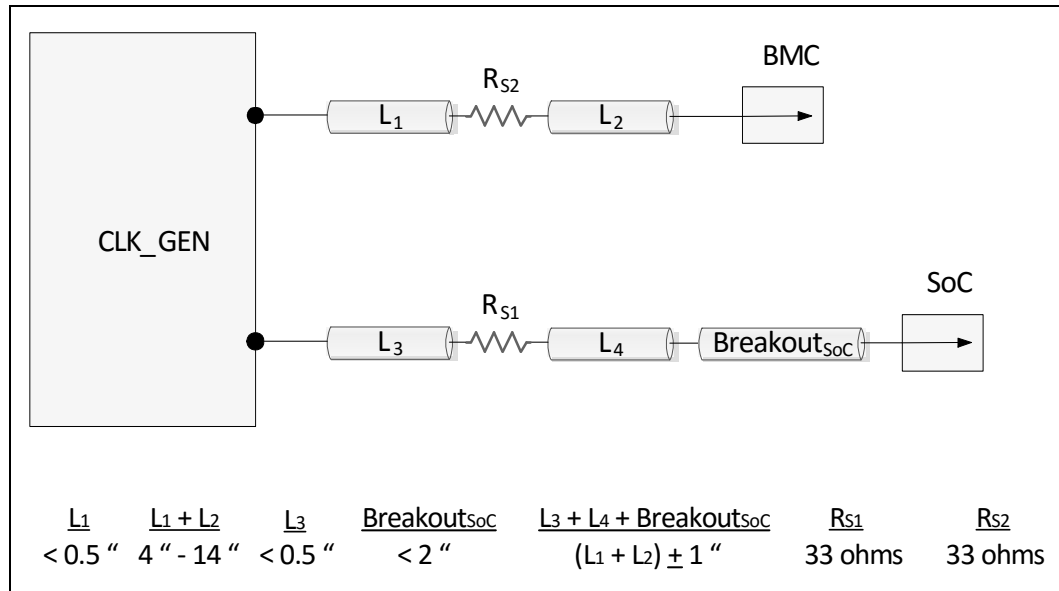 BMC
RS2
L1
L2
CLK_GEN
SoC
RS1
L3
L4
BreakoutSoC
L1 L1 + L2 L3 BreakoutSoC L3 + L4 + BreakoutSoC RS1 RS2
< 0.5 “ 4 “ - 14 “ < 0.5 “ < 2 “ (L1 + L2) ± 1 “ 33 ohms 33 ohms